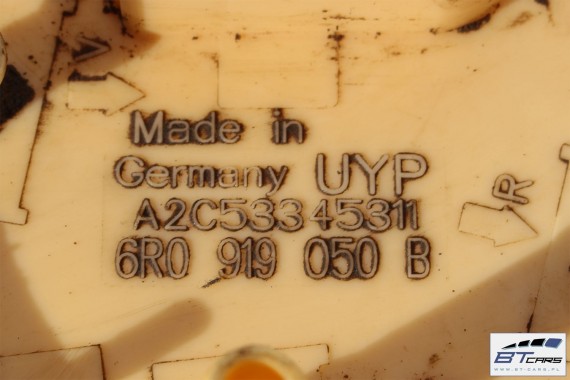 Made in
Germany UYP
A2C53345311
6R0 919 050 B
R
BT CARS
WWW.BT-CARS.PL